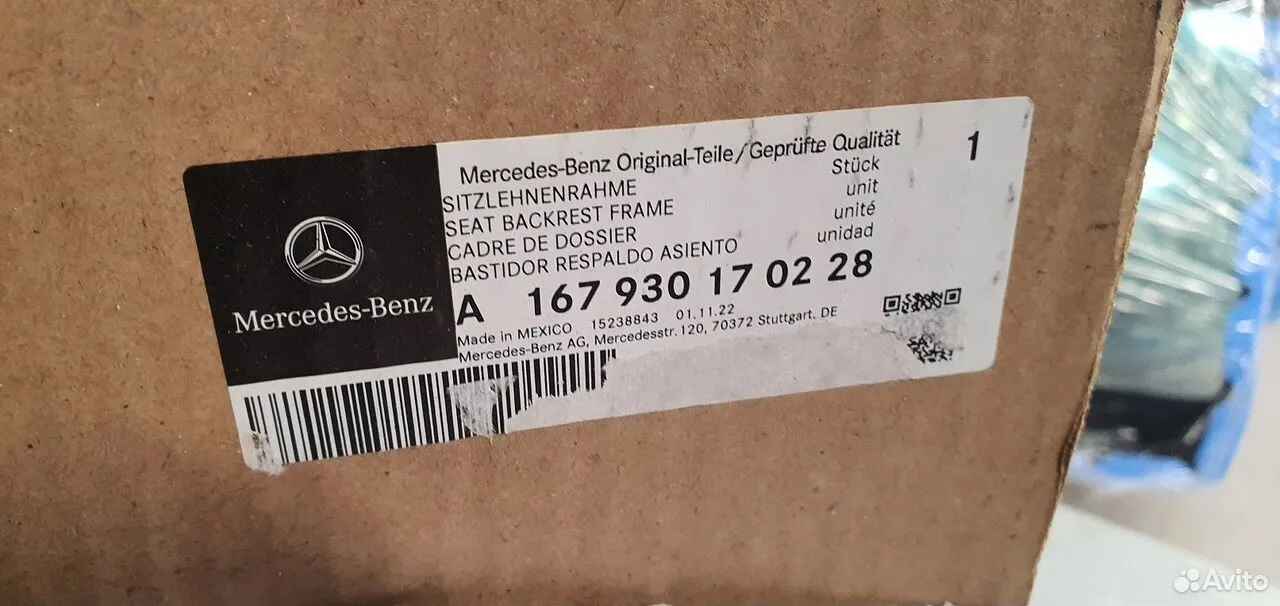 Mercedes-Benz Original-Teile/Geprüfte Qualität
1
SITZLEHNENRAHME
Stück
SEAT BACKREST FRAME
unit
CADRE DE DOSSIER
unité
BASTIDOR RESPALDO ASIENTO
unidad
Mercedes-Benz
A 167 930 17 02 28
Made in MEXICO 15238843 01.11.22
Mercedes-Benz AG, Mercedesstr. 120, 70372 Stuttgart, DE
Avito